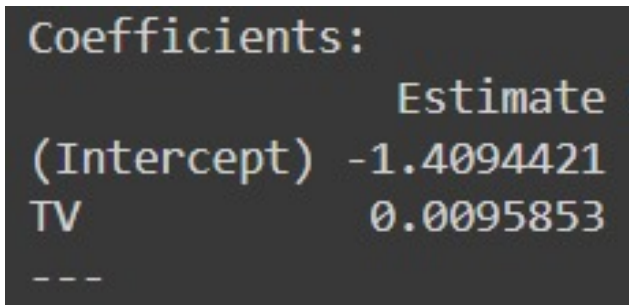 Coefficients:
Estimate
(Intercept) -1.4094421
TV 0.0095853
---